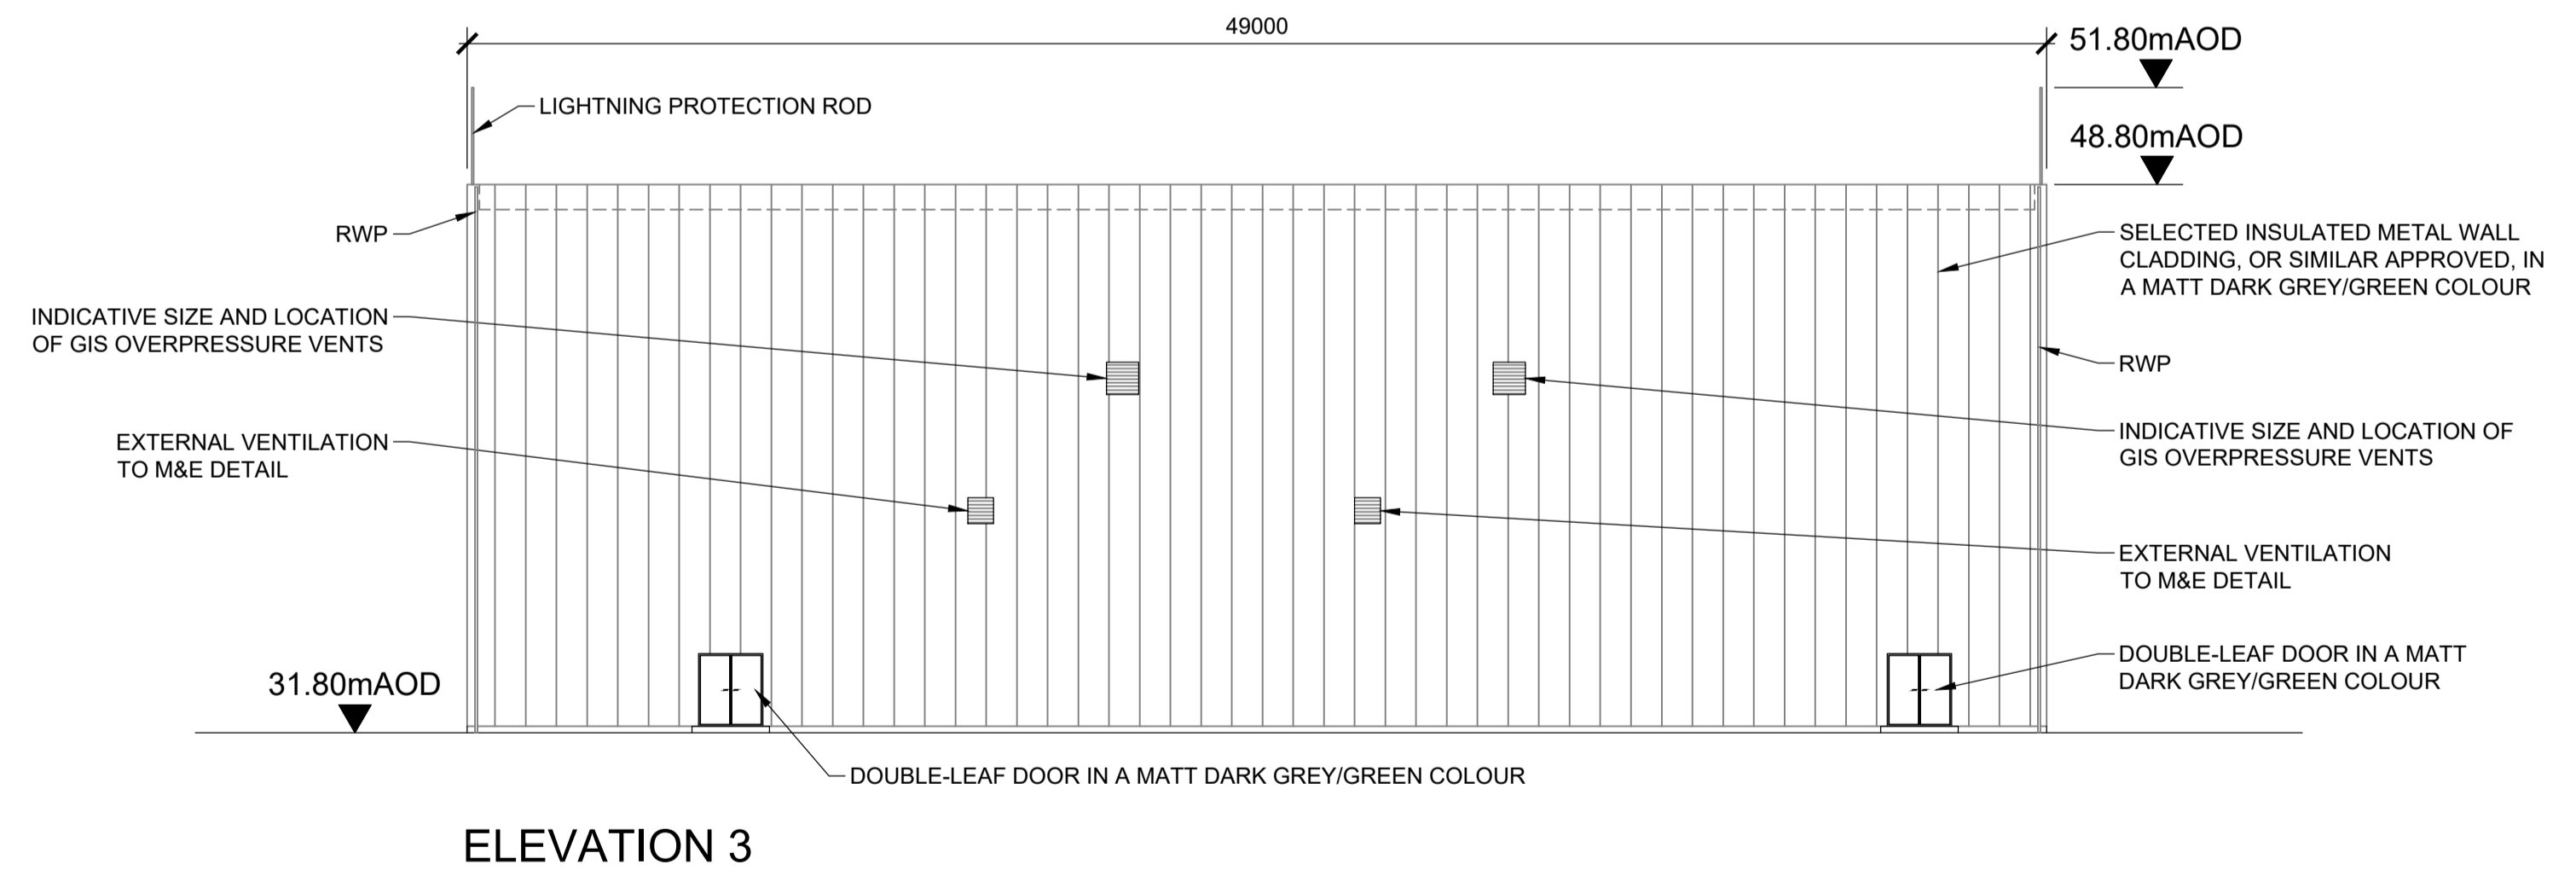 49000
51.80mAOD
LIGHTNING PROTECTION ROD
48.80mAOD
RWP
SELECTED INSULATED METAL WALL
CLADDING, OR SIMILAR APPROVED, IN
A MATT DARK GREY/GREEN COLOUR
INDICATIVE SIZE AND LOCATION
OF GIS OVERPRESSURE VENTS
RWP
EXTERNAL VENTILATION
TO M&E DETAIL
INDICATIVE SIZE AND LOCATION OF
GIS OVERPRESSURE VENTS
EXTERNAL VENTILATION
TO M&E DETAIL
31.80mAOD
DOUBLE-LEAF DOOR IN A MATT
DARK GREY/GREEN COLOUR
DOUBLE-LEAF DOOR IN A MATT DARK GREY/GREEN COLOUR
ELEVATION 3